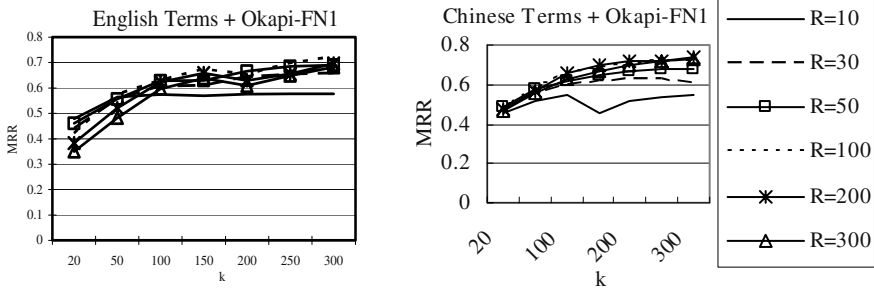 English Terms + Okapi-FN1
0.8
0.7
0.6
0.5
0.4
0.3
0.2
0.1
0
MRR
20 50 100 150 200 250 300
k
Chinese Terms + Okapi-FN1
0.8
0.6
0.4
0.2
0
MRR
20 100 200 300
k
R=10
R=30
R=50
R=100
R=200
R=300